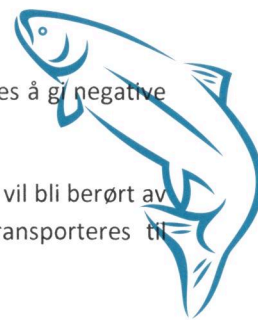 es å gi negative
vil bli berørt av
ransporteres til